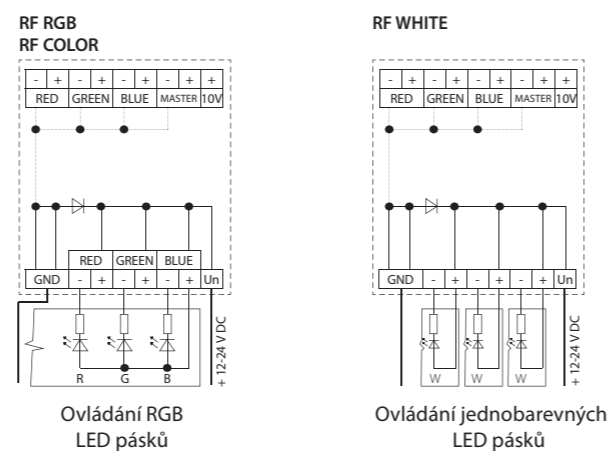 RF RGB
RF COLOR
- + - + - + - + +
RED GREEN BLUE MASTER 10V
RED GREEN BLUE
GND - + - + - + Un
R G B
+ 12-24 V DC
Ovládání RGB
LED pásků
RF WHITE
- + - + - + - + +
RED GREEN BLUE MASTER 10V
GND - + - + - + Un
W W W
+ 12-24 V DC
Ovládání jednobarevných
LED pásků